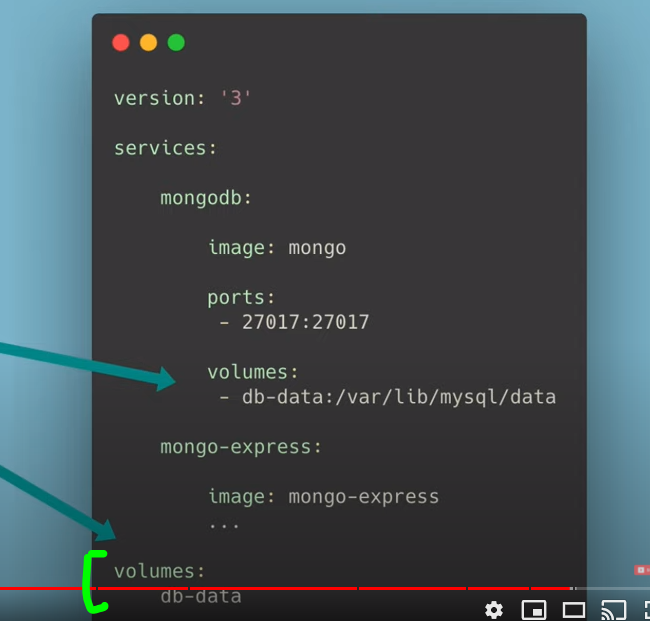 version: '3'
services:
mongodb:
image: mongo
ports:
- 27017:27017
volumes:
- db-data:/var/lib/mysql/data
mongo-express:
image: mongo-express
...
volumes:
db-data